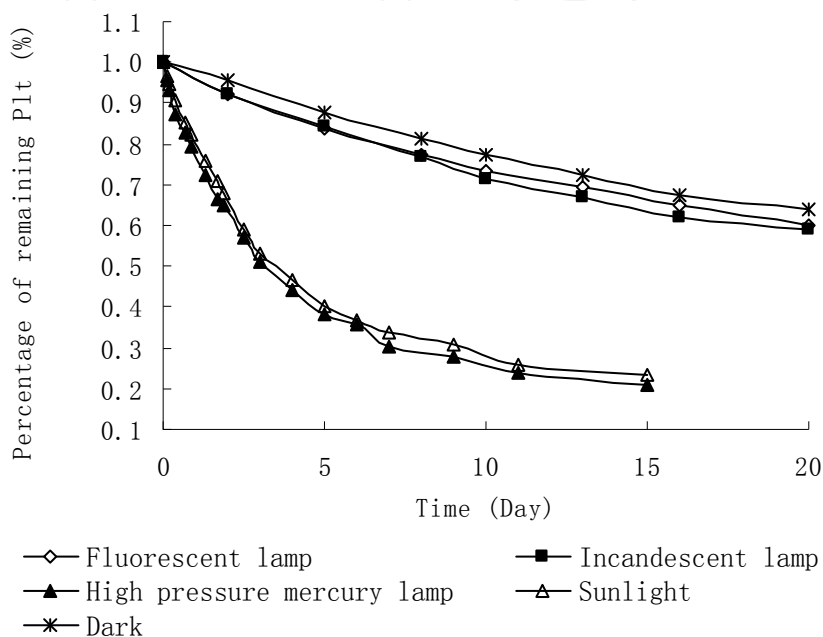 Percentage of remaining Plt (%)
1.1
1.0
0.9
0.8
0.7
0.6
0.5
0.4
0.3
0.2
0.1
0 5 10 15 20
Time (Day)
Fluorescent lamp
Incandescent lamp
High pressure mercury lamp
Sunlight
Dark